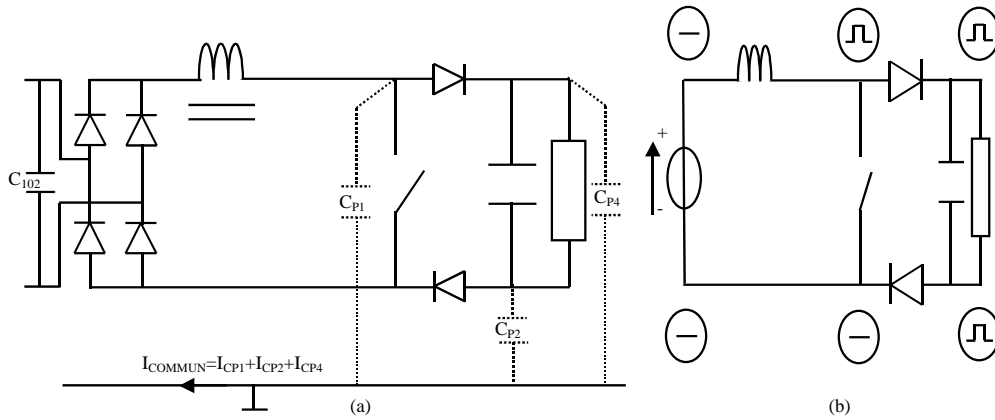 C102
CP1
CP4
CP2
ICOMMUN=ICP1+ICP2+ICP4
(a)
+
-
(b)